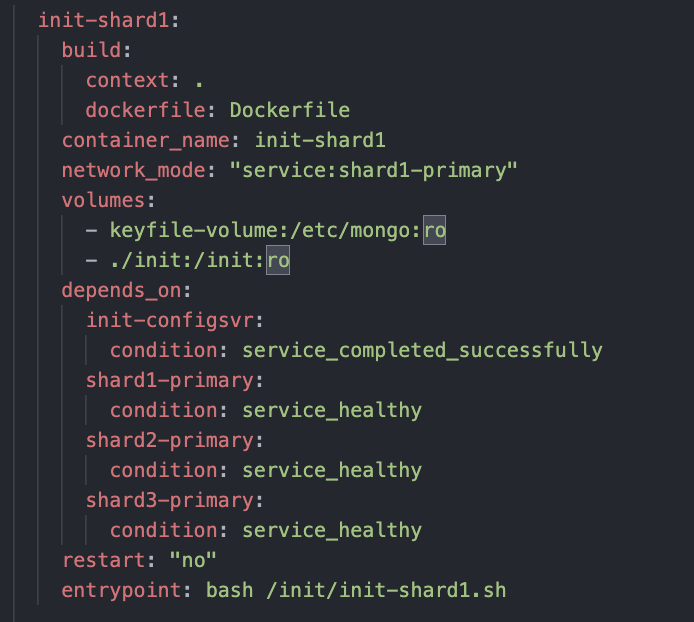 init-shard1:
build:
context: .
dockerfile: Dockerfile
container_name: init-shard1
network_mode: "service:shard1-primary"
volumes:
- keyfile-volume:/etc/mongo:ro
- ./init:/init:ro
depends_on:
init-configsvr:
condition: service_completed_successfully
shard1-primary:
condition: service_healthy
shard2-primary:
condition: service_healthy
shard3-primary:
condition: service_healthy
restart: "no"
entrypoint: bash /init/init-shard1.sh